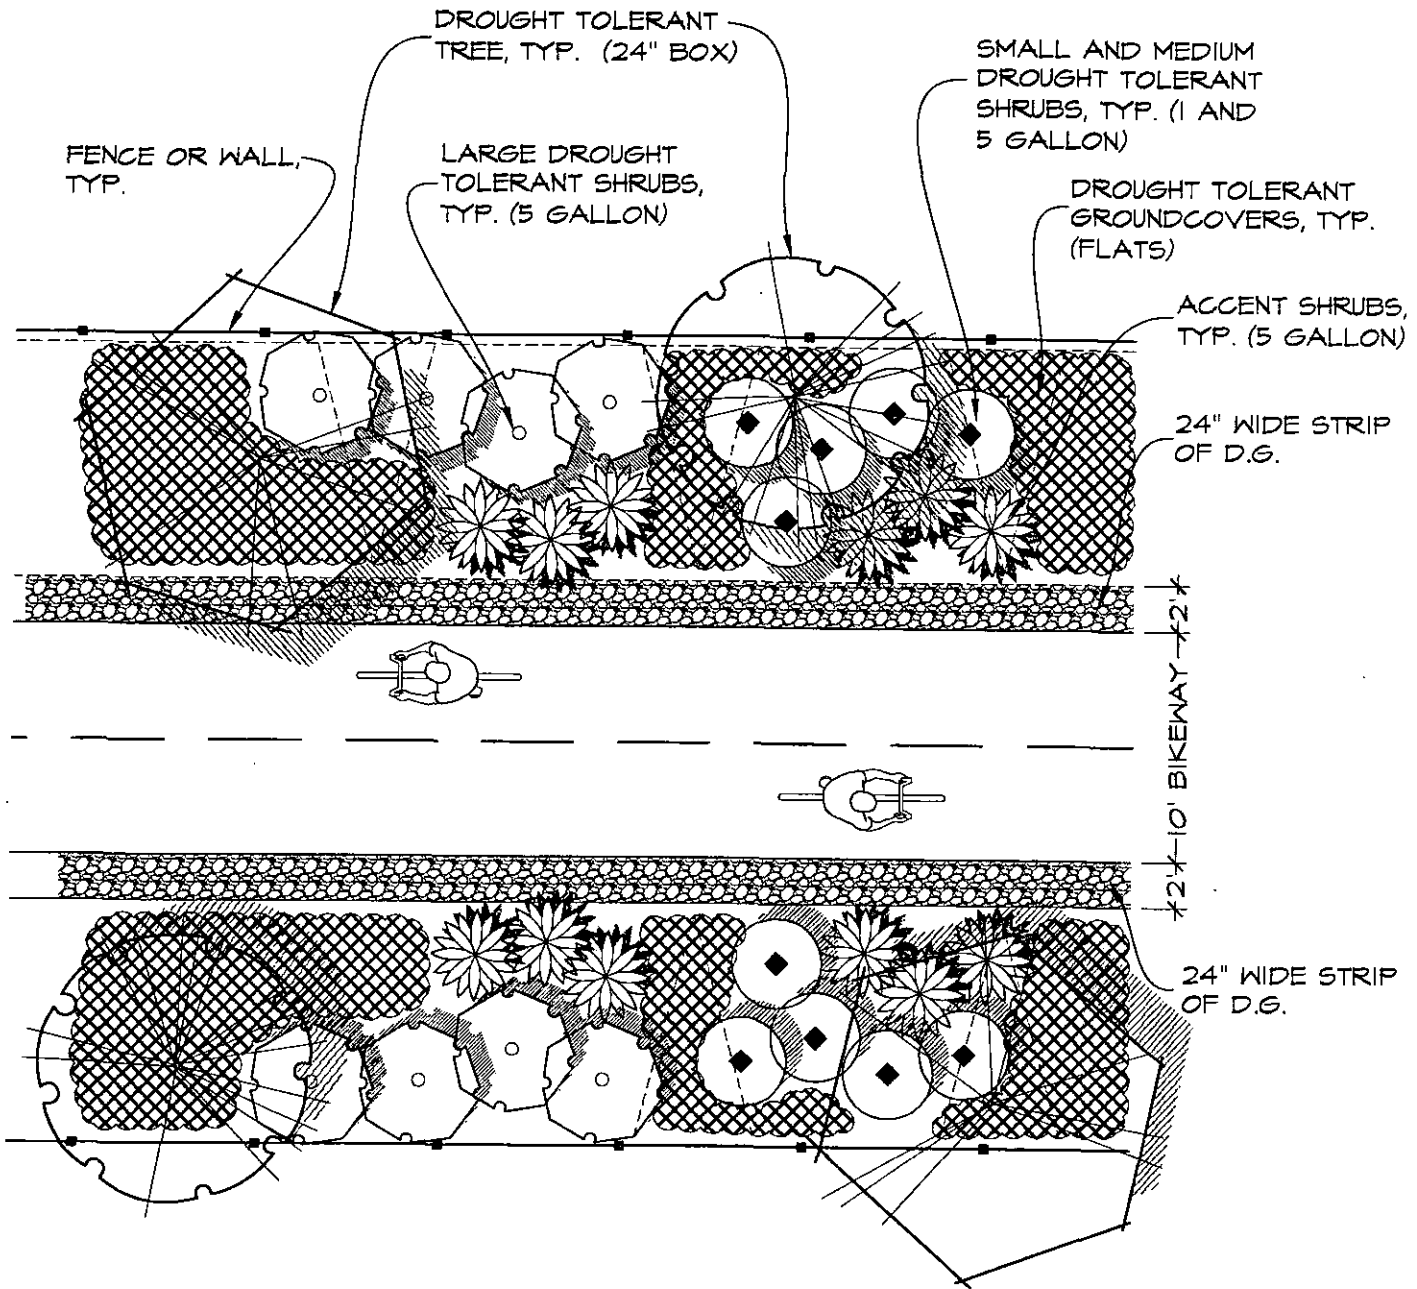 DROUGHT TOLERANT
TREE, TYP. (24" BOX)
SMALL AND MEDIUM
DROUGHT TOLERANT
SHRUBS, TYP. (1 AND
5 GALLON)
FENCE OR WALL,
TYP.
LARGE DROUGHT
TOLERANT SHRUBS,
TYP. (5 GALLON)
DROUGHT TOLERANT
GROUNDCOVERS, TYP.
(FLATS)
ACCENT SHRUBS,
TYP. (5 GALLON)
24" WIDE STRIP
OF D.G.
2'
10' BIKEWAY
2'
24" WIDE STRIP
OF D.G.